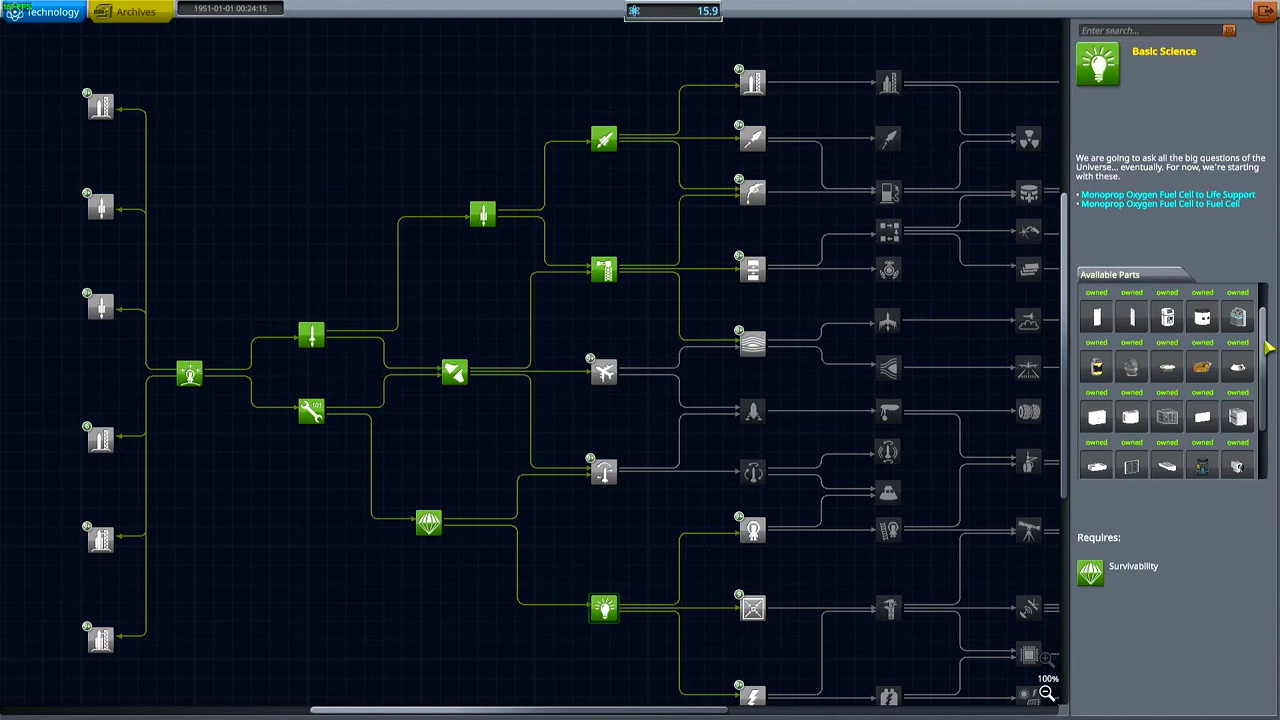 Technology
Archives
1951-01-01 00:24:15
15.9
Enter search...
Basic Science
We are going to ask all the big questions of the
Universe... eventually. For now, we're starting
with these.
• Monoprop Oxygen Fuel Cell to Life Support
• Monoprop Oxygen Fuel Cell to Fuel Cell
Available Parts
owned owned owned owned owned
owned owned owned owned owned
owned owned owned owned owned
owned owned owned owned owned
Requires:
Survivability
101
100%